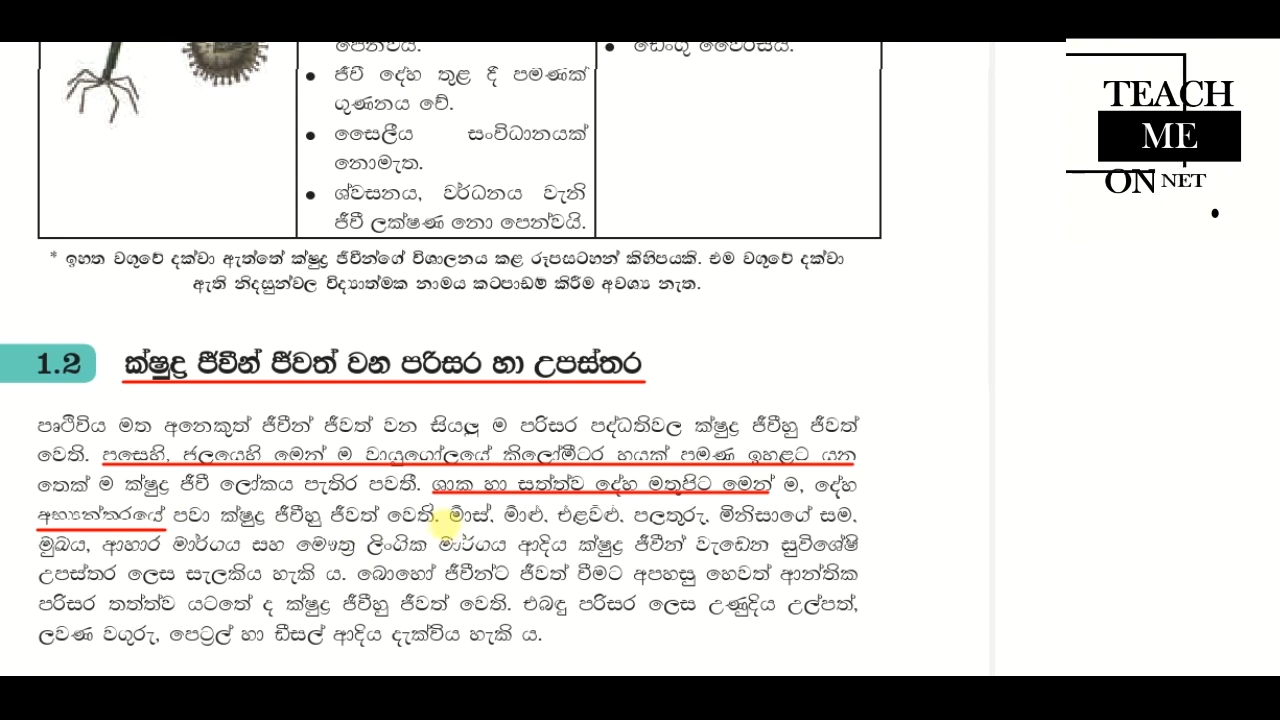 පෙන්වයි.
● ඩෙංගු වෛරසය.
● ජීවී දේහ තුළ දී පමණක්
ගුණනය වේ.
● සෛලීය සංවිධානයක්
නොමැත.
● ශ්වසනය, වර්ධනය වැනි
ජීවී ලක්ෂණ නො පෙන්වයි.
* ඉහත වගුවේ දක්වා ඇත්තේ ක්ෂුද්‍ර ජීවීන්ගේ විශාලනය කළ රූපසටහන් කිහිපයකි. එම වගුවේ දක්වා
ඇති නිදසුන්වල විද්‍යාත්මක නාමය කටපාඩම් කිරීම අවශ්‍ය නැත.
1.2 ක්ෂුද්‍ර ජීවීන් ජීවත් වන පරිසර හා උපස්තර
පෘථිවිය මත අනෙකුත් ජීවීන් ජීවත් වන සියලු ම පරිසර පද්ධතිවල ක්ෂුද්‍ර ජීවීහු ජීවත්
වෙති. පසෙහි, ජලයෙහි මෙන් ම වායුගෝලයේ කිලෝමීටර හයක් පමණ ඉහළට යන
තෙක් ම ක්ෂුද්‍ර ජීවී ලෝකය පැතිර පවතී. ශාක හා සත්ත්ව දේහ මතුපිට මෙන් ම, දේහ
අභ්‍යන්තරයේ පවා ක්ෂුද්‍ර ජීවීහු ජීවත් වෙති. මාස්, මාළු, එළවළු, පලතුරු, මිනිසාගේ සම,
මුඛය, ආහාර මාර්ගය සහ මෞත්‍ර ලිංගික මාර්ගය ආදිය ක්ෂුද්‍ර ජීවීන් වැඩෙන සුවිශේෂි
උපස්තර ලෙස සැලකිය හැකි ය. බොහෝ ජීවීන්ට ජීවත් වීමට අපහසු හෙවත් ආන්තික
පරිසර තත්ත්ව යටතේ ද ක්ෂුද්‍ර ජීවීහු ජීවත් වෙති. එබඳු පරිසර ලෙස උණුදිය උල්පත්,
ලවණ වගුරු, පෙට්‍රල් හා ඩීසල් ආදිය දැක්විය හැකි ය.
TEACH
ME
ON NET